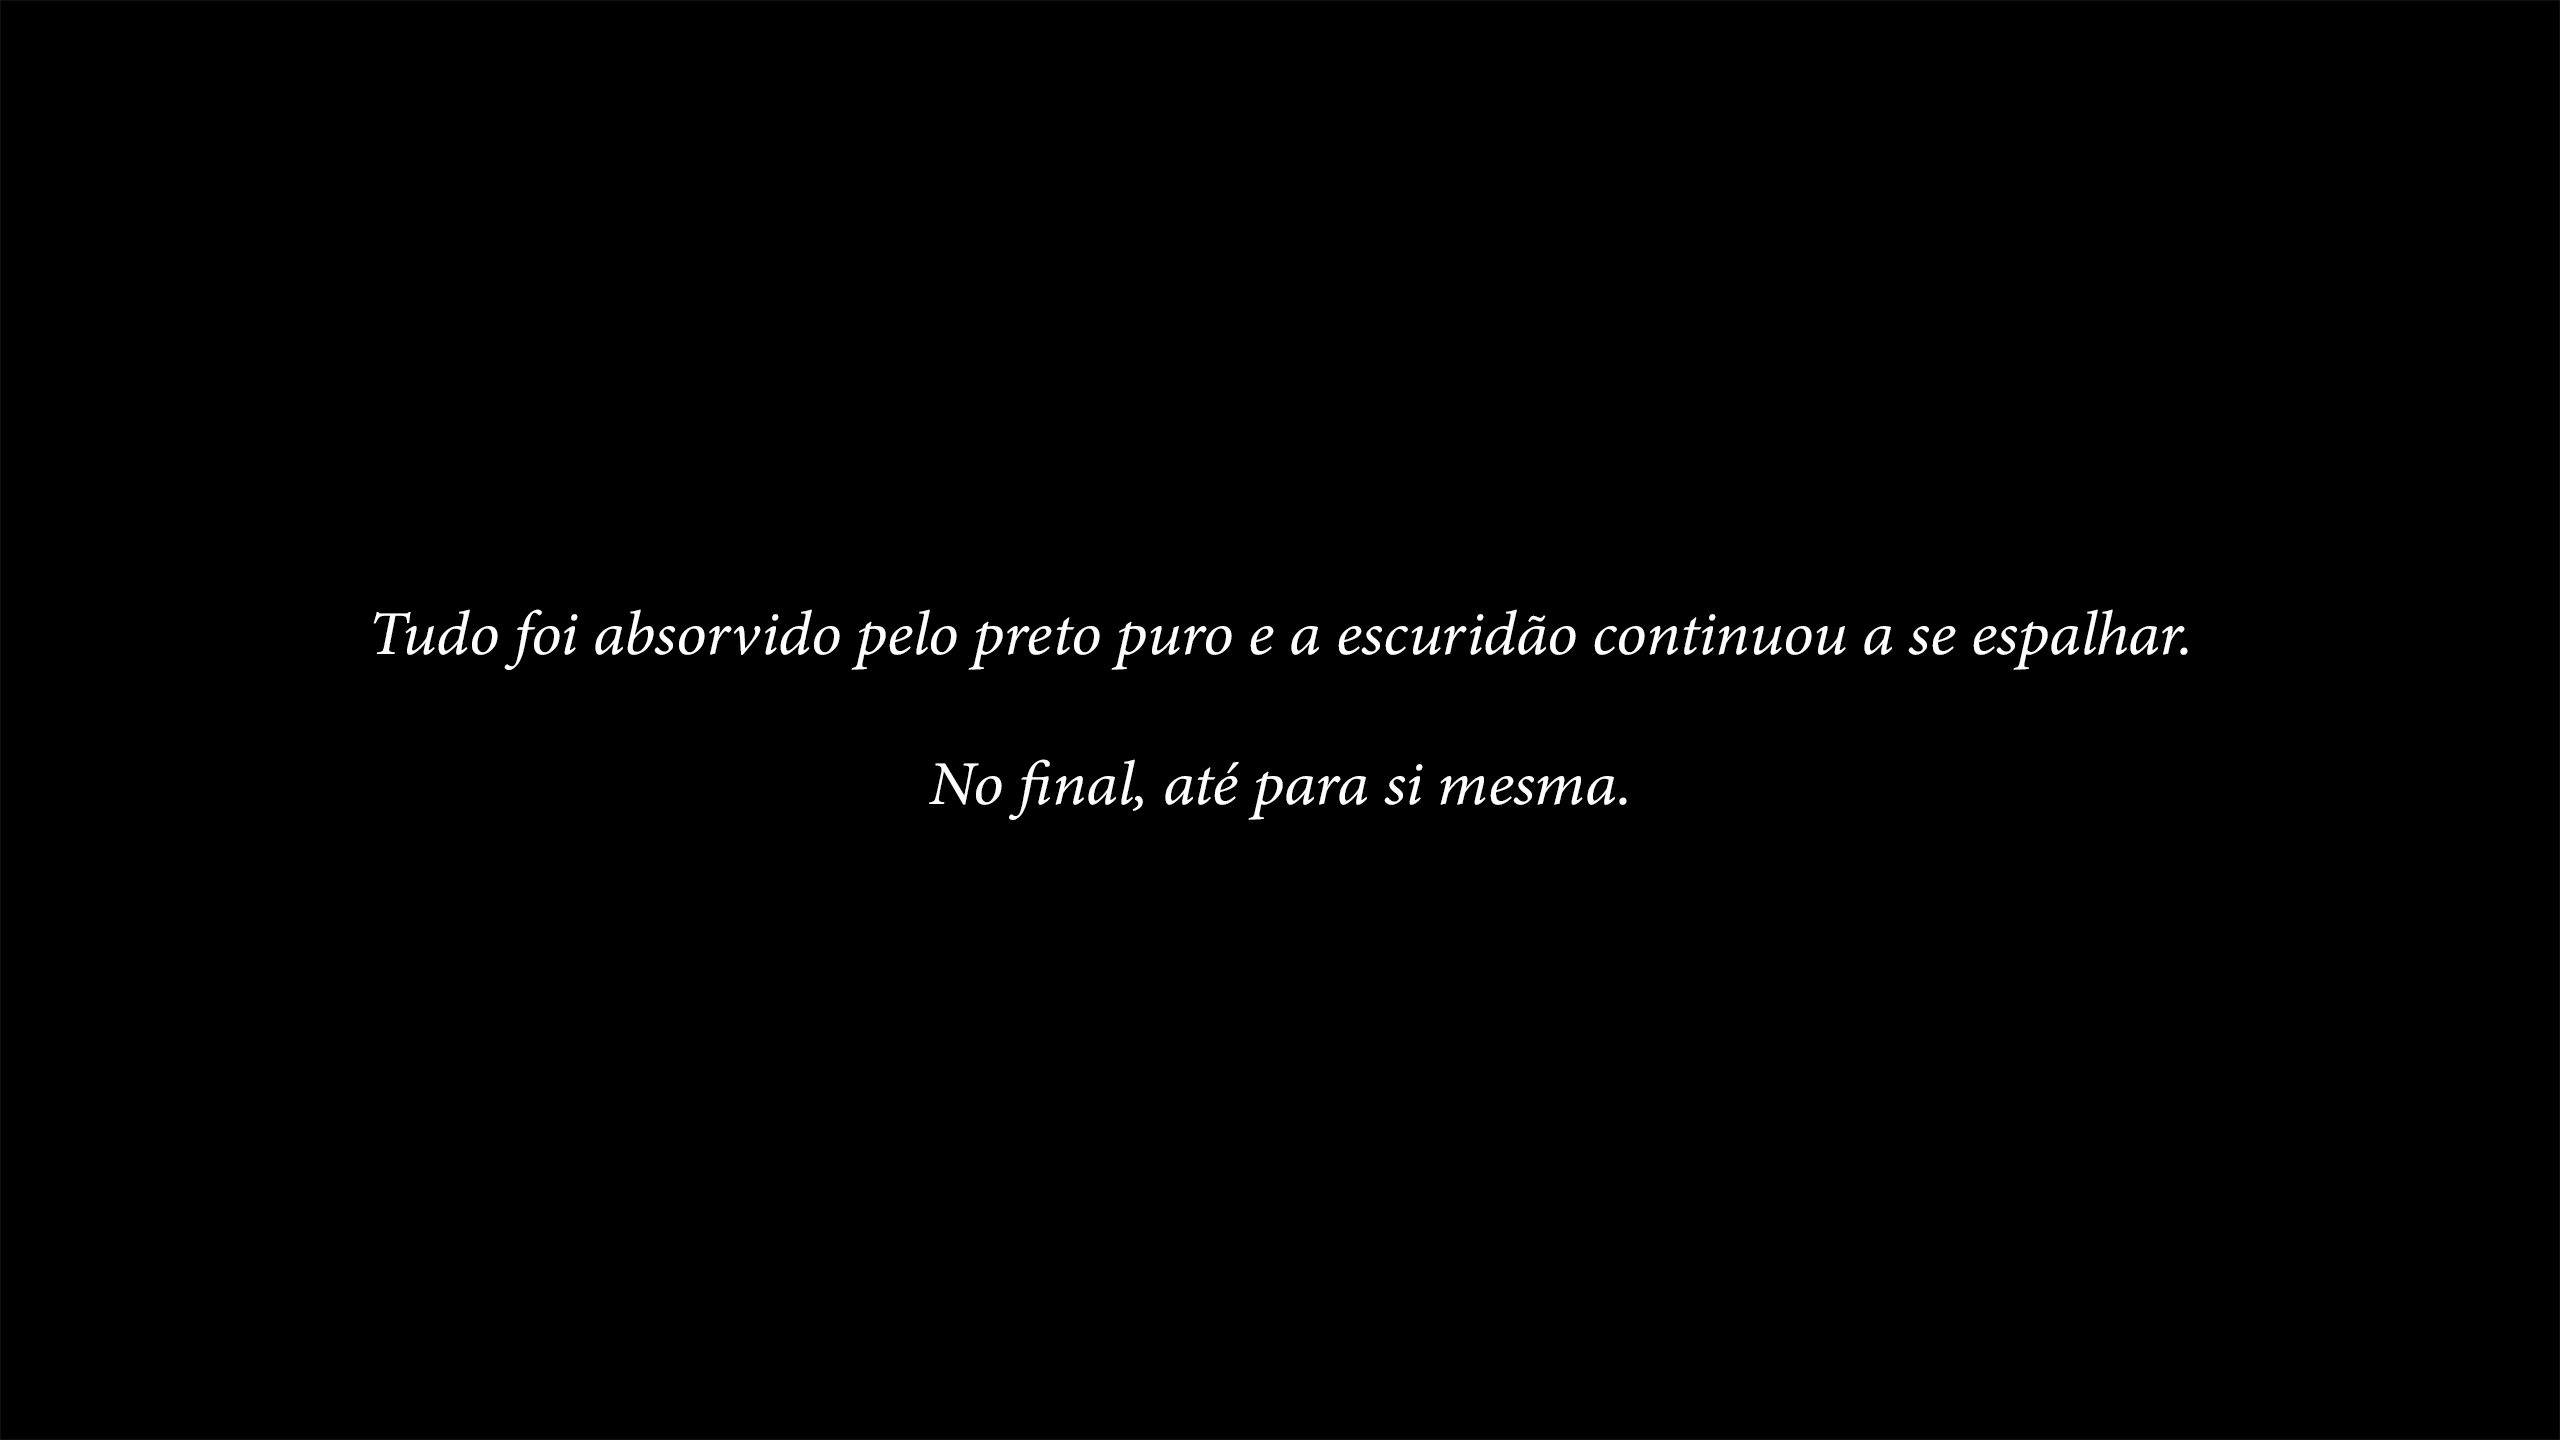 Tudo foi absorvido pelo preto puro e a escuridão continuou a se espalhar.
No final, até para si mesma.